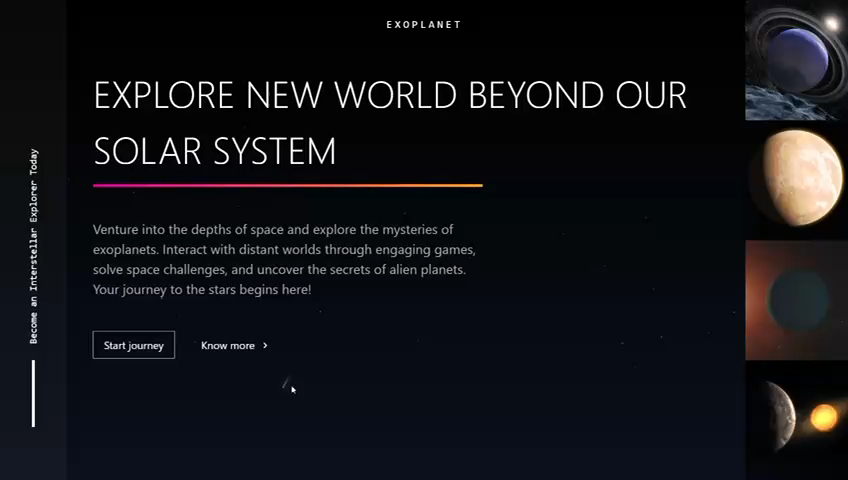 EXOPLANET
EXPLORE NEW WORLD BEYOND OUR
SOLAR SYSTEM
Venture into the depths of space and explore the mysteries of
exoplanets. Interact with distant worlds through engaging games,
solve space challenges, and uncover the secrets of alien planets.
Your journey to the stars begins here!
Start journey
Know more
Become an Interstellar Explorer Today